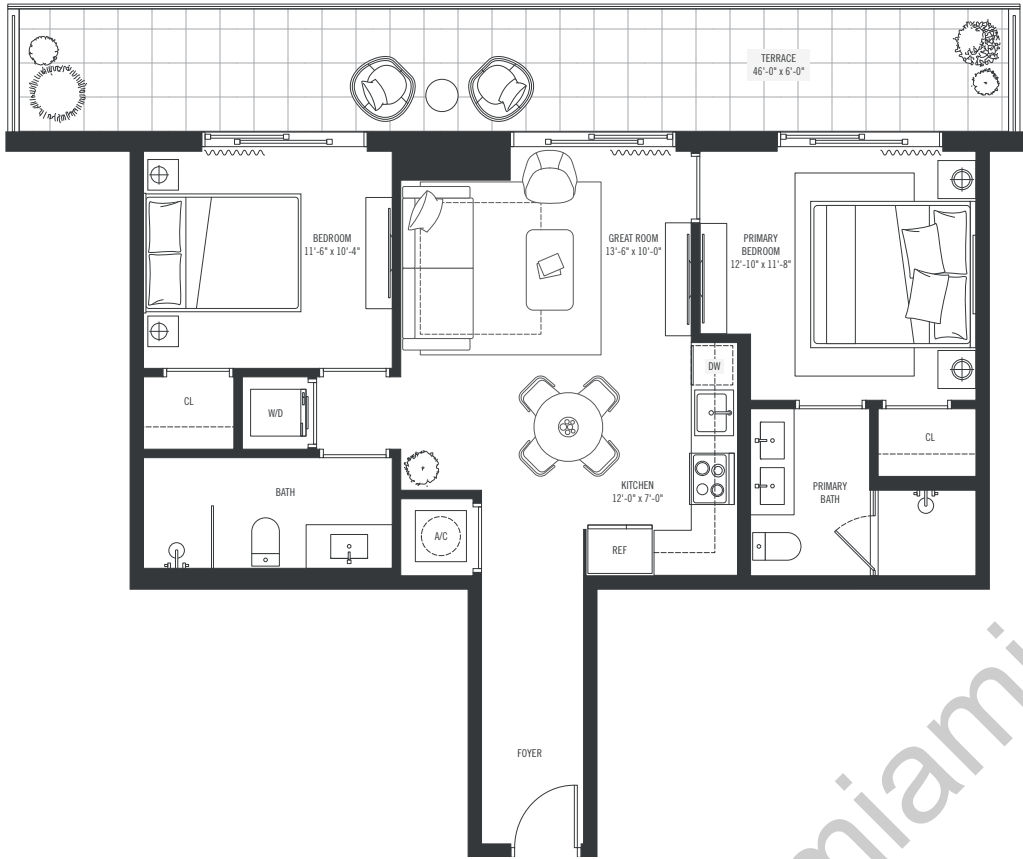 TERRACE
46'-0" x 6'-0"
BEDROOM
11'-6" x 10'-4"
GREAT ROOM
13'-6" x 10'-0"
PRIMARY
BEDROOM
12'-10" x 11'-8"
DW
CL
W/D
CL
KITCHEN
12'-0" x 7'-0"
BATH
PRIMARY
BATH
A/C
REF
FOYER
miami